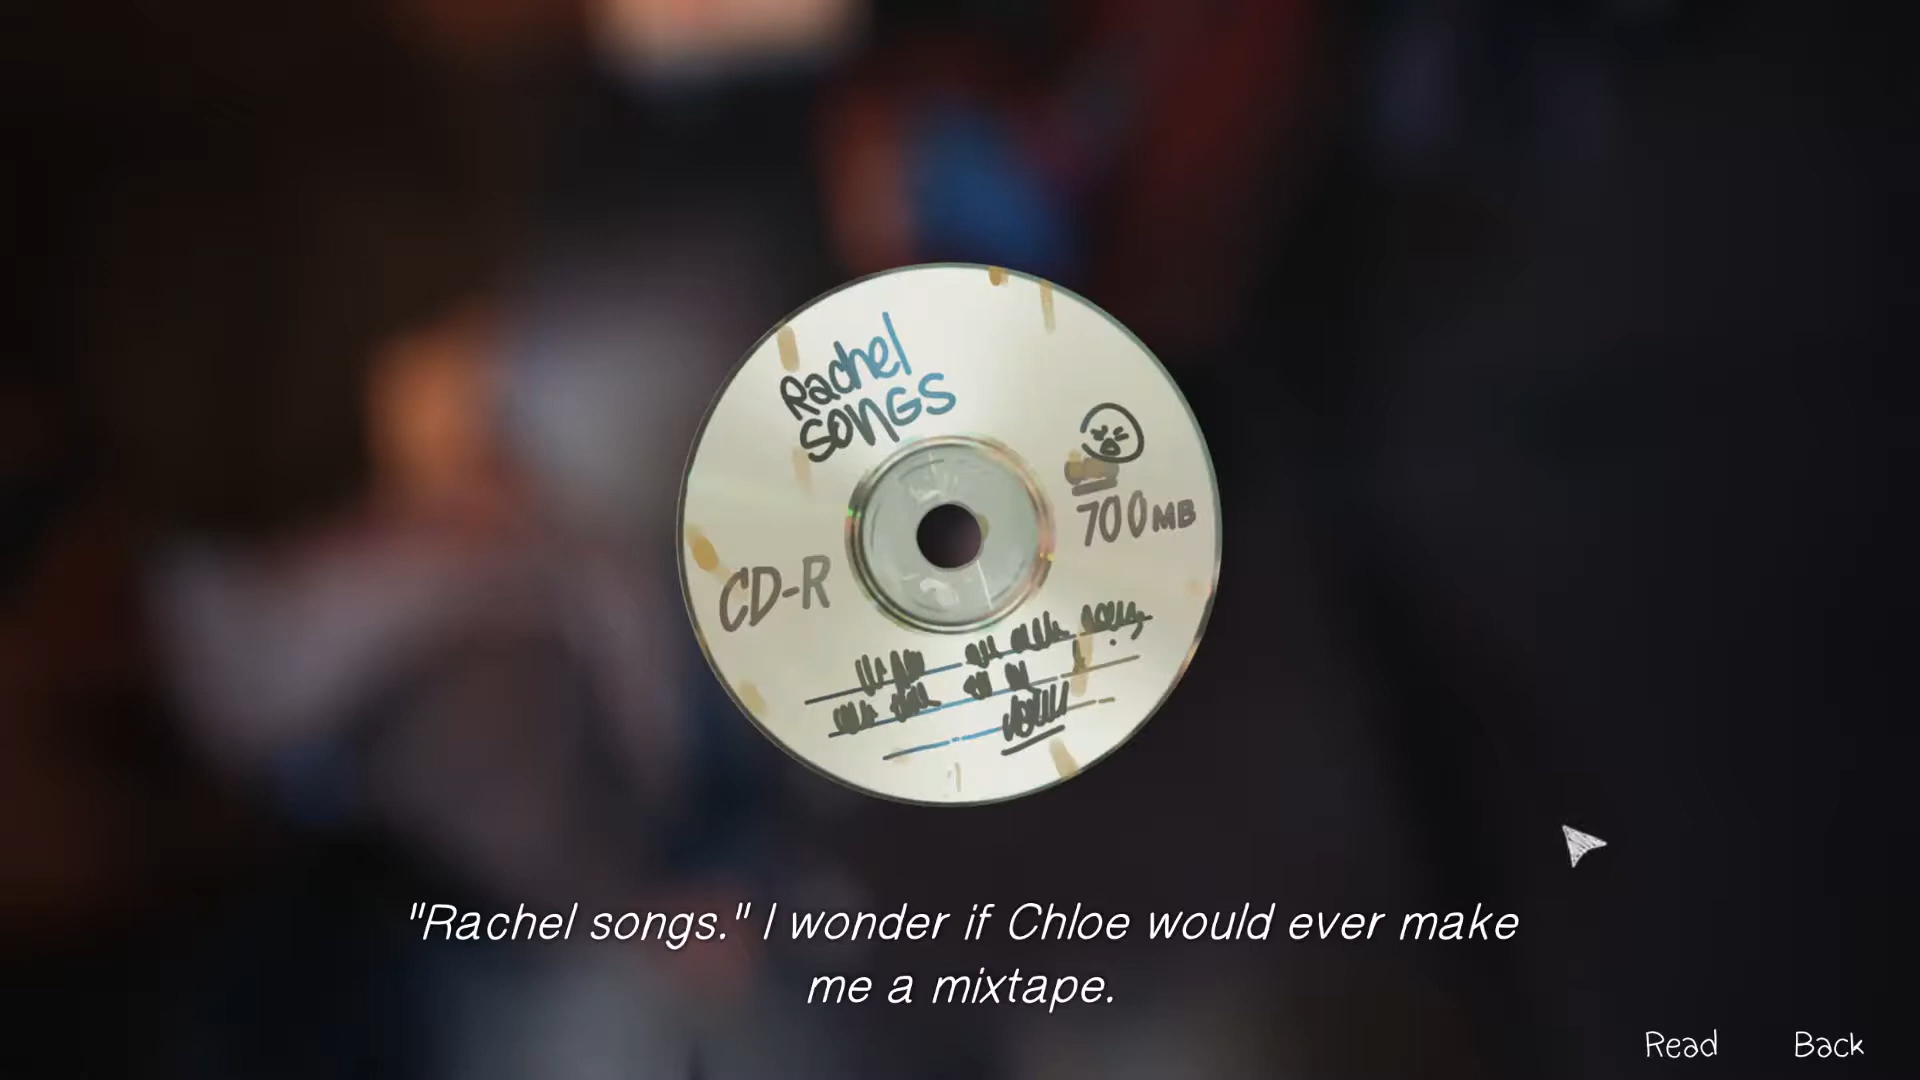 Rachel
SONGS
700MB
CD-R
"Rachel songs." I wonder if Chloe would ever make
me a mixtape.
Read
Back